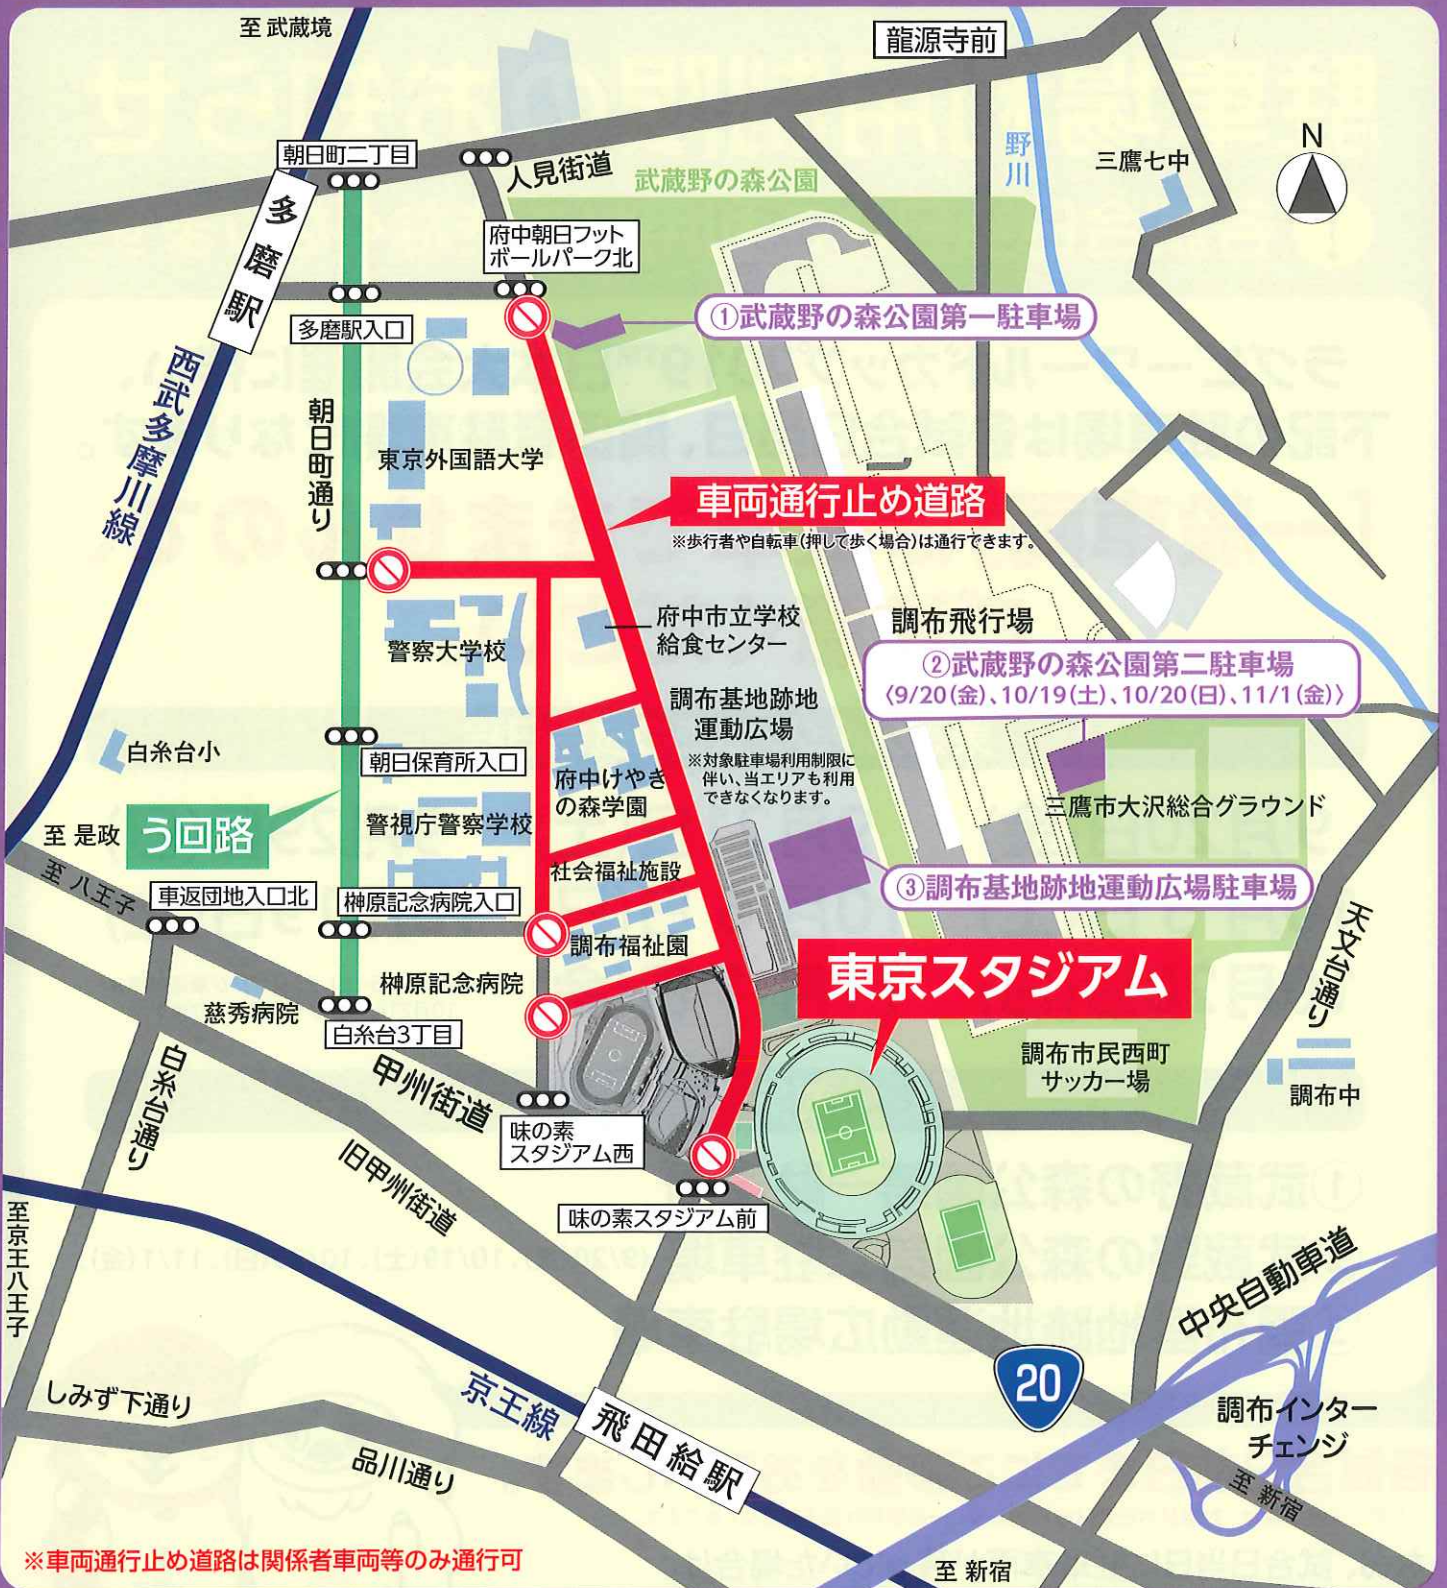 至 武蔵境
龍源寺前
朝日町二丁目
人見街道
武蔵野の森公園
野川
三鷹七中
N
多磨駅
府中朝日フット
ボールパーク北
①武蔵野の森公園第一駐車場
多磨駅入口
西武多摩川線
朝日町通り
東京外国語大学
車両通行止め道路
※歩行者や自転車(押して歩く場合)は通行できます。
府中市立学校
給食センター
調布飛行場
警察大学校
②武蔵野の森公園第二駐車場
〈9/20(金)、10/19(土)、10/20(日)、11/1(金)〉
調布基地跡地
運動広場
※対象駐車場利用制限に
伴い、当エリアも利用
できなくなります。
白糸台小
朝日保育所入口
府中けやき
の森学園
三鷹市大沢総合グラウンド
至 是政
う回路
警視庁警察学校
至 八王子
車返団地入口北
榊原記念病院入口
社会福祉施設
③調布基地跡地運動広場駐車場
調布福祉園
東京スタジアム
天文台通り
慈秀病院
榊原記念病院
白糸台3丁目
甲州街道
調布市民西町
サッカー場
調布中
白糸台通り
味の素
スタジアム西
旧甲州街道
味の素スタジアム前
至京王八王子
中央自動車道
20
しみず下通り
京王線
飛田給駅
調布インター
チェンジ
品川通り
至 新宿
※車両通行止め道路は関係者車両等のみ通行可
至 新宿